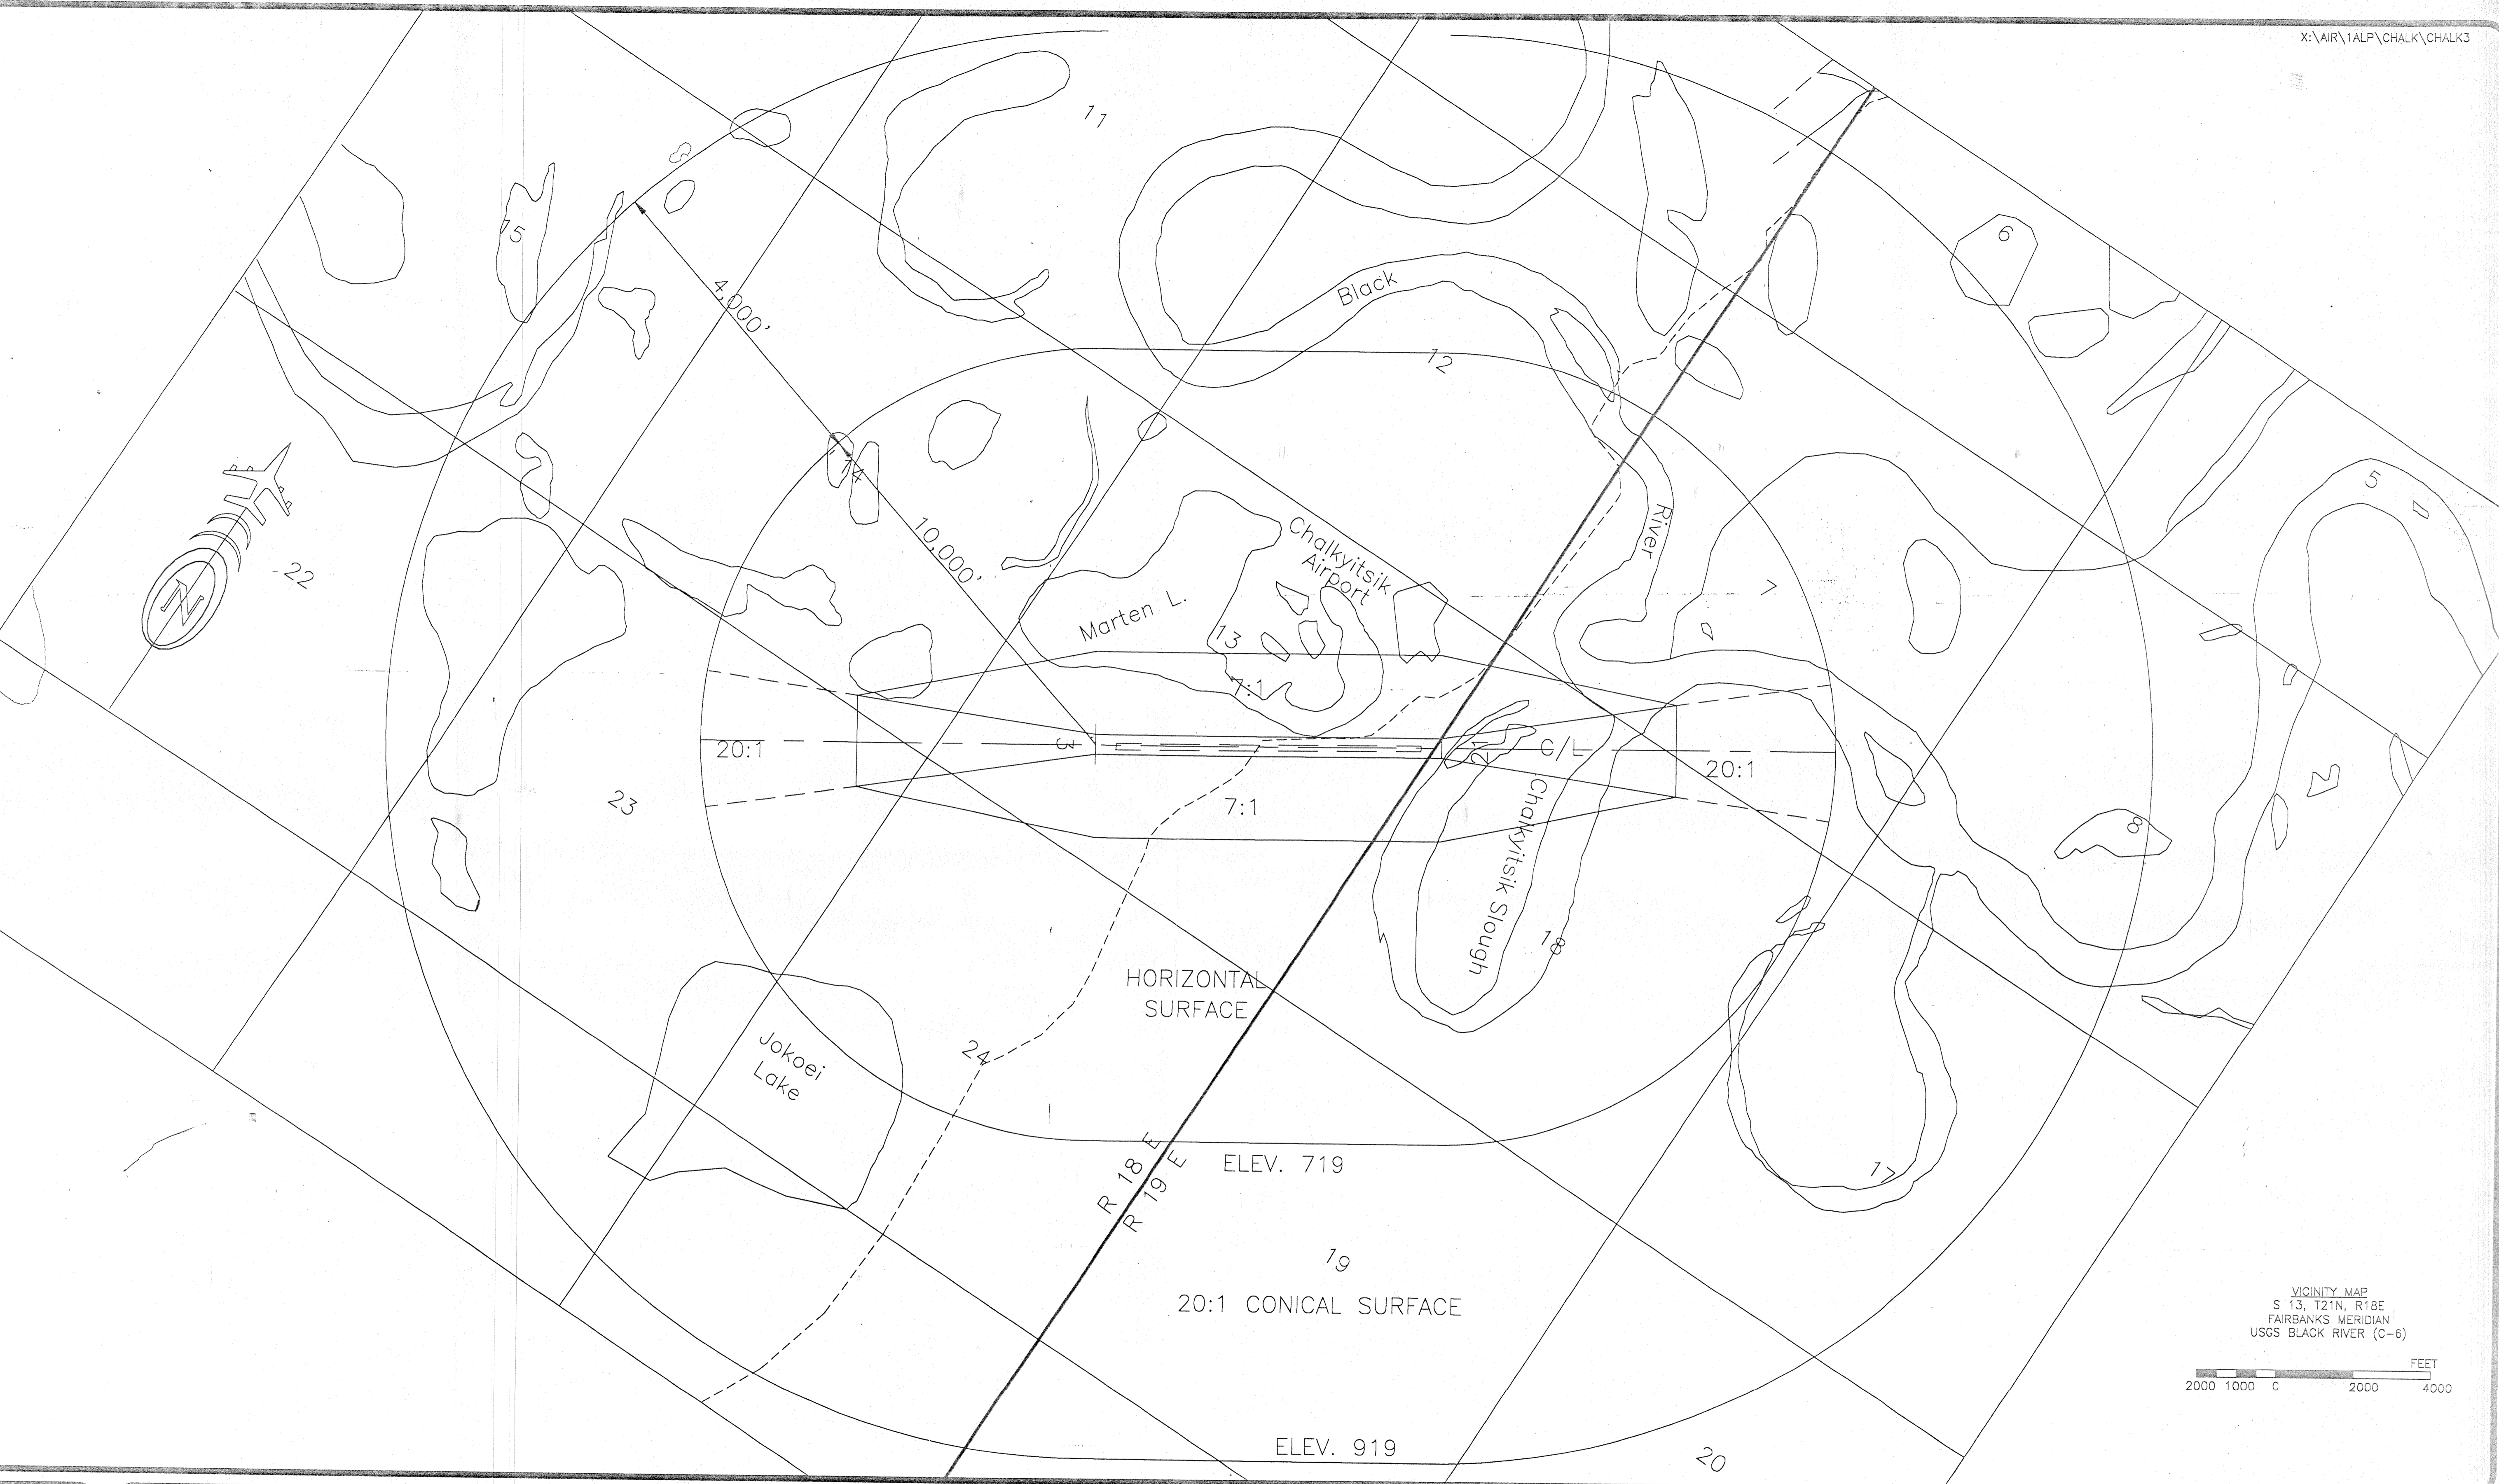 X:\AIR\1ALP\CHALK\CHALK3
11
15
6
4,000'
Black
12
14
5
10,000'
Chalkyitsik
Airport
River
22
N
7
Marten L.
13
7:1
3
20:1
21
C/L
20:1
23
7:1
8
Chalkyitsik Slough
18
HORIZONTAL
SURFACE
24
Jokoei
Lake
R 18 E
R 19 E
ELEV. 719
17
19
20:1 CONICAL SURFACE
VICINITY MAP
S 13, T21N, R18E
FAIRBANKS MERIDIAN
USGS BLACK RIVER (C-6)
FEET
2000 1000 0 2000 4000
ELEV. 919
20